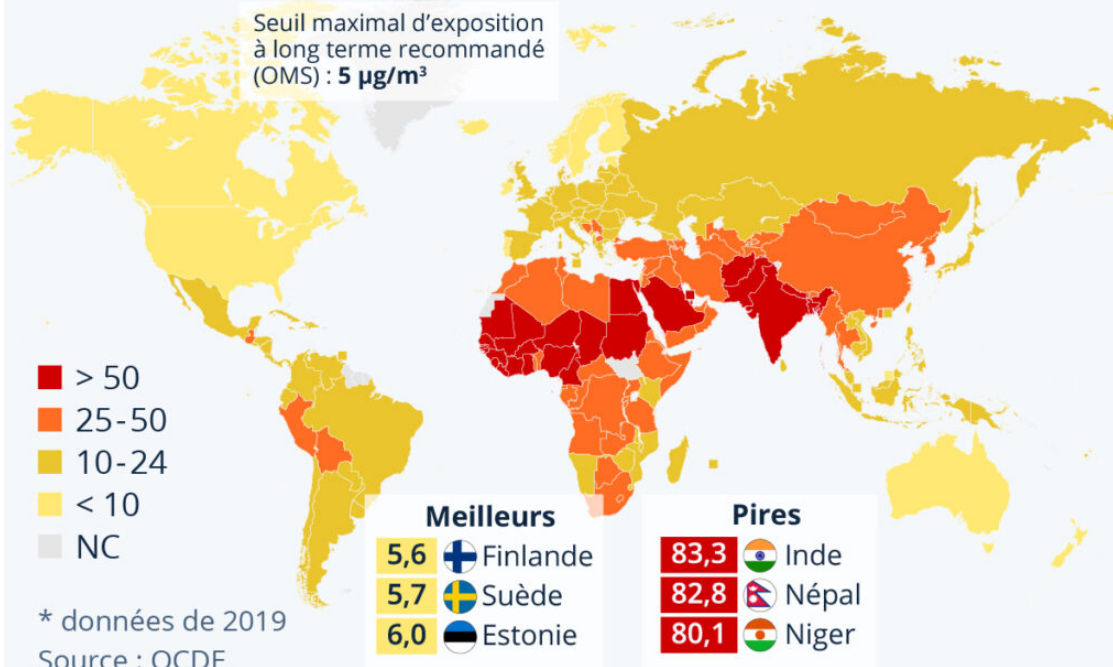 Seuil maximal d’exposition
à long terme recommandé
(OMS) : 5 µg/m³
> 50
25-50
10-24
< 10
NC
* données de 2019
Source : OCDE
Meilleurs
5,6 Finlande
5,7 Suède
6,0 Estonie
Pires
83,3 Inde
82,8 Népal
80,1 Niger